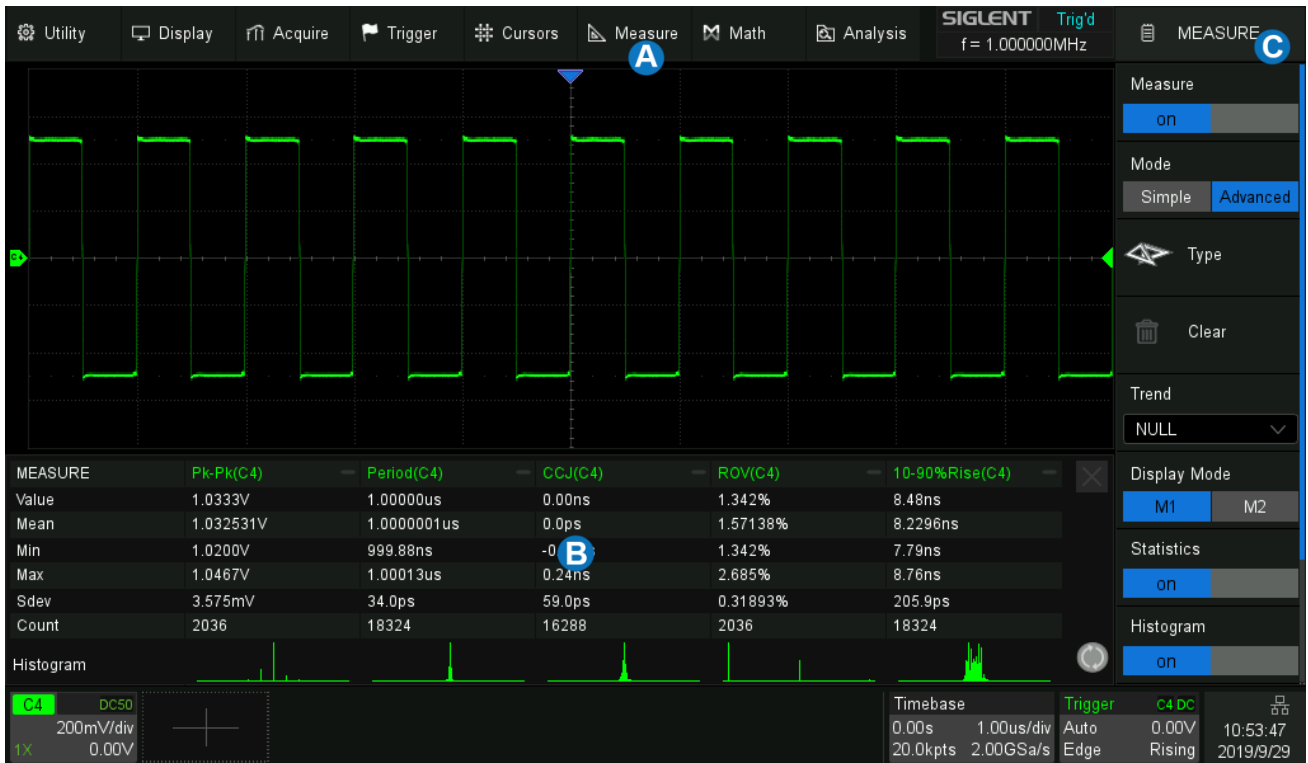 Utility Display Acquire Trigger Cursors Measure Math Analysis
SIGLENT Trig'd
f = 1.000000MHz
MEASURE
A
C
Measure
on
Mode
Simple Advanced
Type
Clear
Trend
NULL
Display Mode
M1 M2
Statistics
on
Histogram
on
C4
MEASURE Pk-Pk(C4) Period(C4) CCJ(C4) ROV(C4) 10-90%Rise(C4)
Value 1.0333V 1.00000us 0.00ns 1.342% 8.48ns
Mean 1.032531V 1.0000001us 0.0ps 1.57138% 8.2296ns
Min 1.0200V 999.88ns 1.342% 7.79ns
B
Max 1.0467V 1.00013us 0.24ns 2.685% 8.76ns
Sdev 3.575mV 34.0ps 59.0ps 0.31893% 205.9ps
Count 2036 18324 16288 2036 18324
Histogram
C4 DC50
200mV/div
1X 0.00V
Timebase
0.00s 1.00us/div
20.0kpts 2.00GSa/s
Trigger C4 DC
Auto 0.00V
Edge Rising
10:53:47
2019/9/29